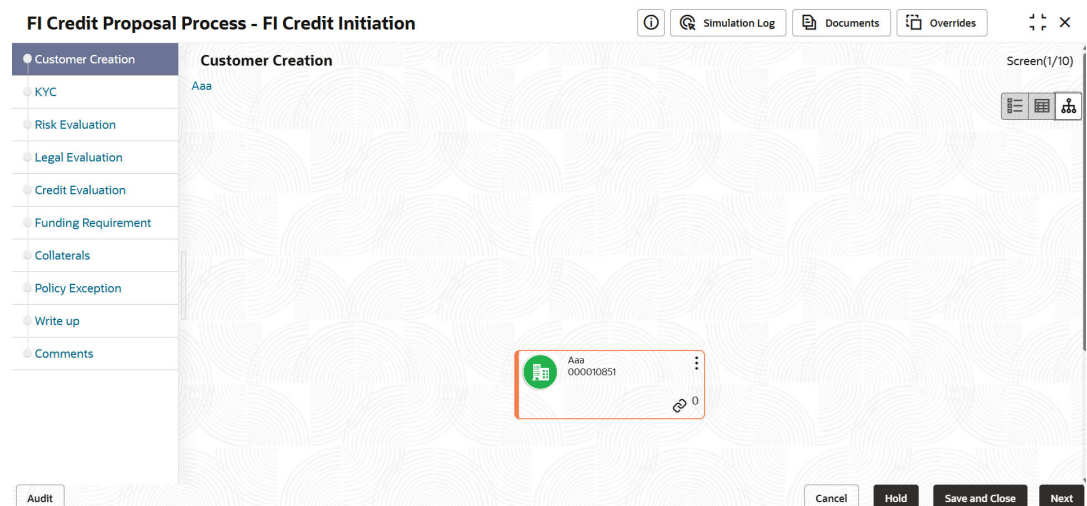 FI Credit Proposal Process - FI Credit Initiation
Simulation Log
Documents
Overrides
Customer Creation
KYC
Risk Evaluation
Legal Evaluation
Credit Evaluation
Funding Requirement
Collaterals
Policy Exception
Write up
Comments
Customer Creation
Screen(1/10)
Aaa
Aaa
000010851
0
Audit
Cancel
Hold
Save and Close
Next